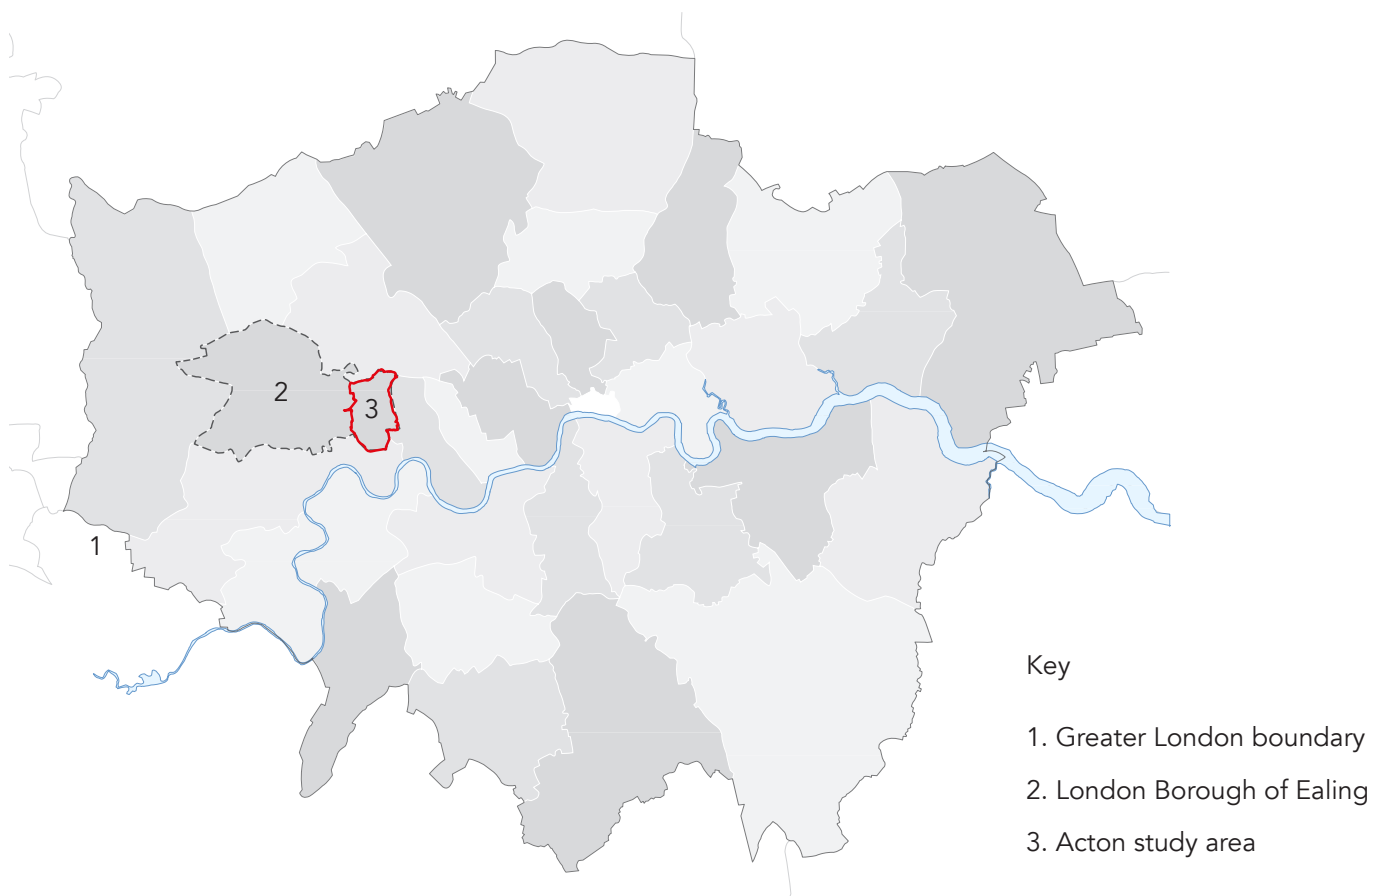 2
3
1
Key
1. Greater London boundary
2. London Borough of Ealing
3. Acton study area